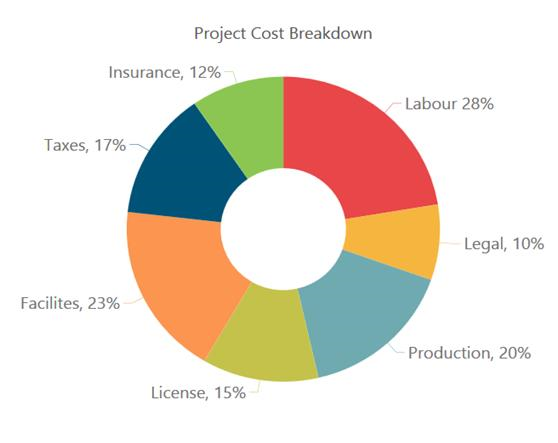 Project Cost Breakdown
Insurance, 12%
Labour 28%
Taxes, 17%
Legal, 10%
Facilites, 23%
Production, 20%
License, 15%